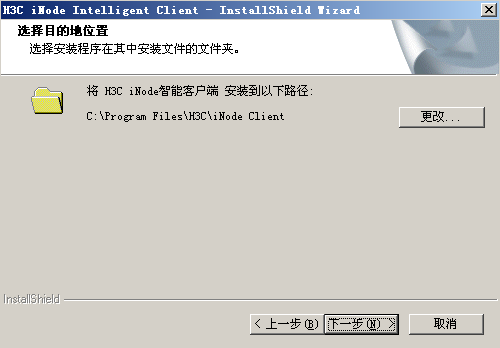 H3C iNode Intelligent Client - InstallShield Wizard
选择目的地位置
选择安装程序在其中安装文件的文件夹。
将 H3C iNode智能客户端 安装到以下路径:
C:\Program Files\H3C\iNode Client
更改...
InstallShield
< 上一步(B) 下一步(N) > 取消